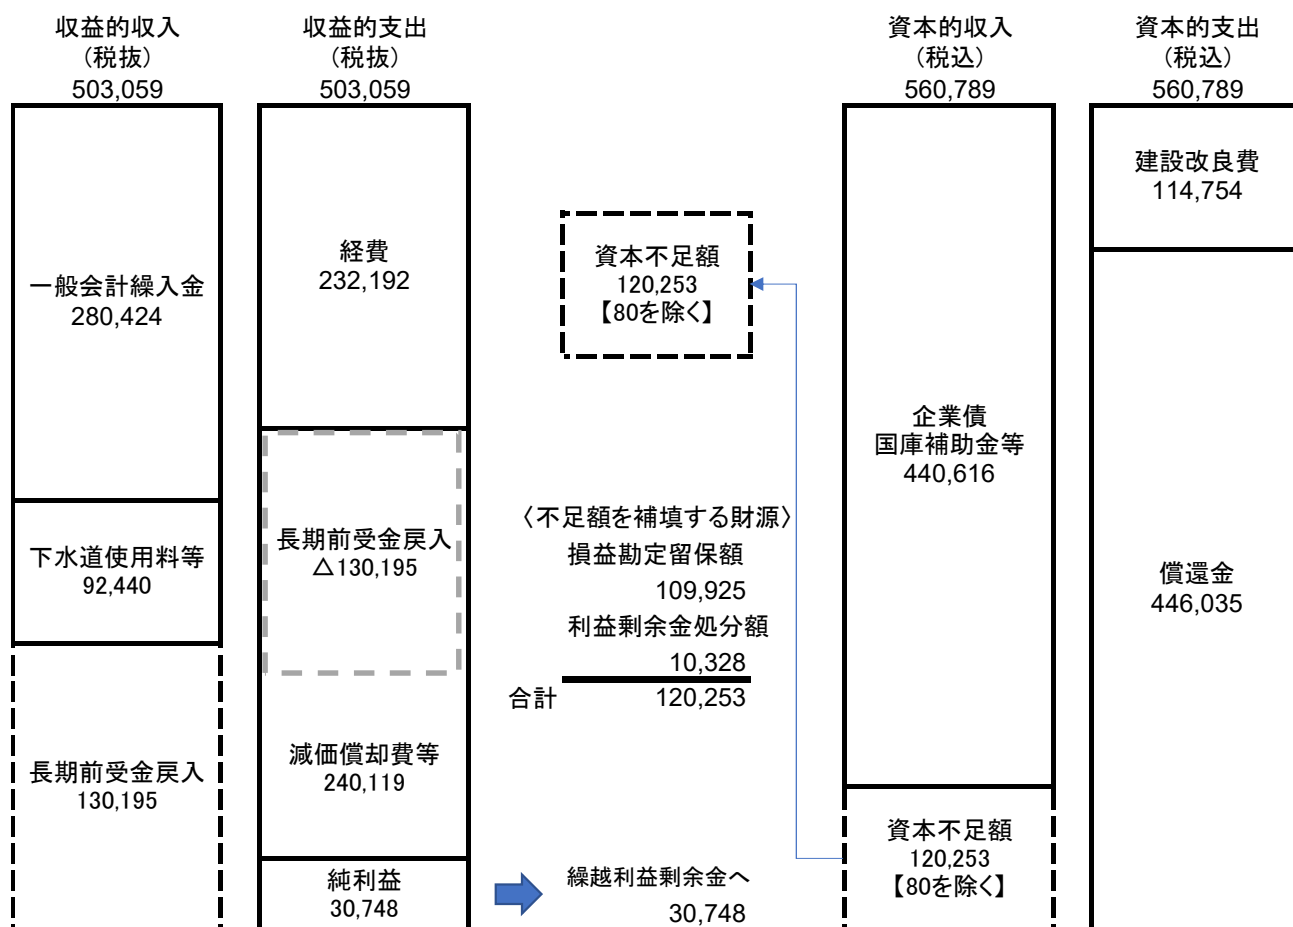 収益的収入
(税抜)
503,059
一般会計繰入金
280,424
下水道使用料等
92,440
長期前受金戻入
130,195
収益的支出
(税抜)
503,059
経費
232,192
長期前受金戻入
△130,195
減価償却費等
240,119
純利益
30,748
資本不足額
120,253
【80を除く】
〈不足額を補填する財源〉
損益勘定留保額
109,925
利益剰余金処分額
10,328
合計 120,253
繰越利益剰余金へ
30,748
資本的収入
(税込)
560,789
企業債
国庫補助金等
440,616
資本不足額
120,253
【80を除く】
資本的支出
(税込)
560,789
建設改良費
114,754
償還金
446,035